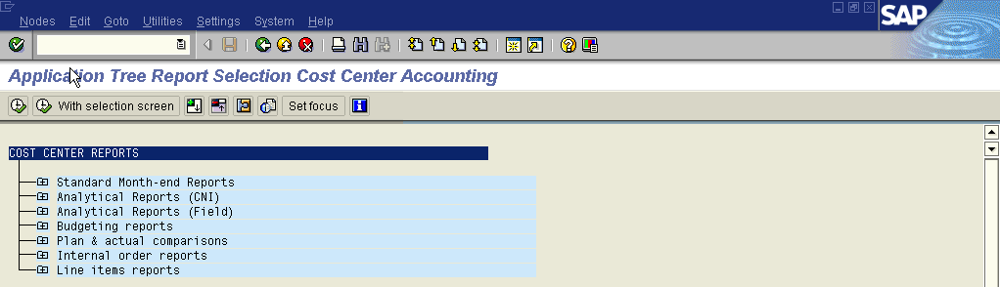 Nodes Edit Goto Utilities Settings System Help
SAP
Application Tree Report Selection Cost Center Accounting
With selection screen Set focus
COST CENTER REPORTS
Standard Month-end Reports
Analytical Reports (CNI)
Analytical Reports (Field)
Budgeting reports
Plan & actual comparisons
Internal order reports
Line items reports